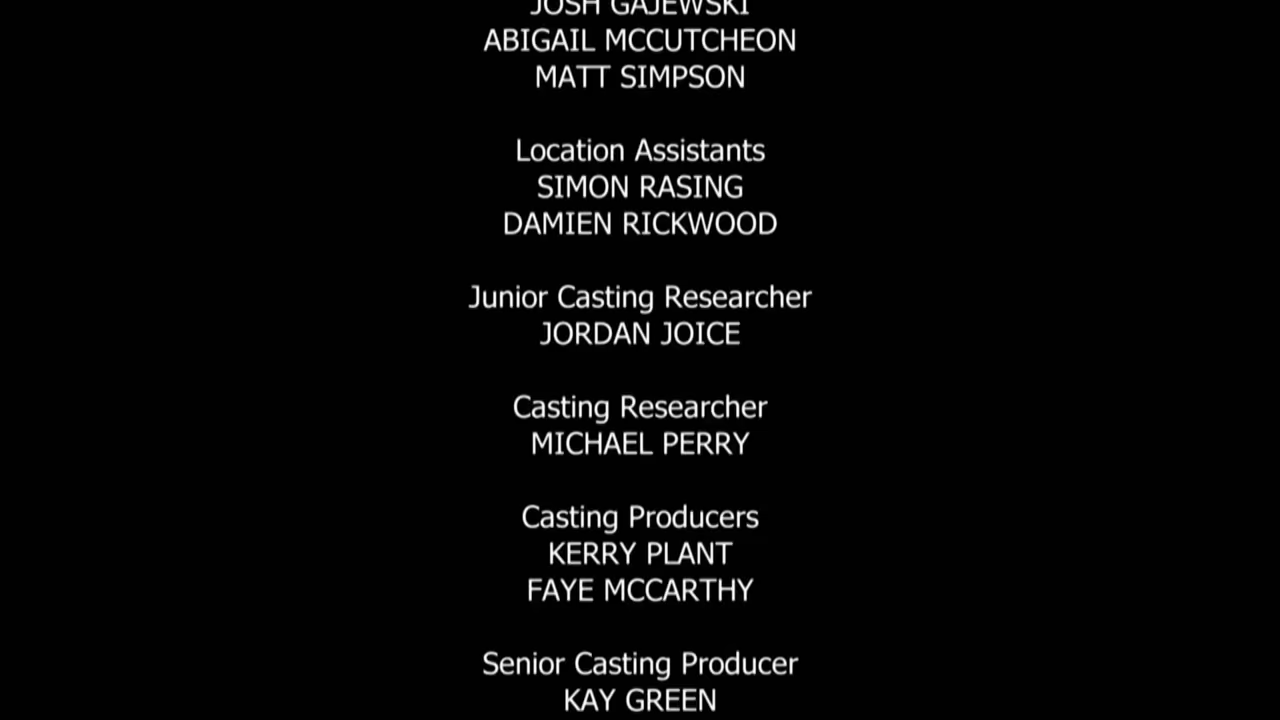 JOSH GAJEWSKI
ABIGAIL MCCUTCHEON
MATT SIMPSON
Location Assistants
SIMON RASING
DAMIEN RICKWOOD
Junior Casting Researcher
JORDAN JOICE
Casting Researcher
MICHAEL PERRY
Casting Producers
KERRY PLANT
FAYE MCCARTHY
Senior Casting Producer
KAY GREEN